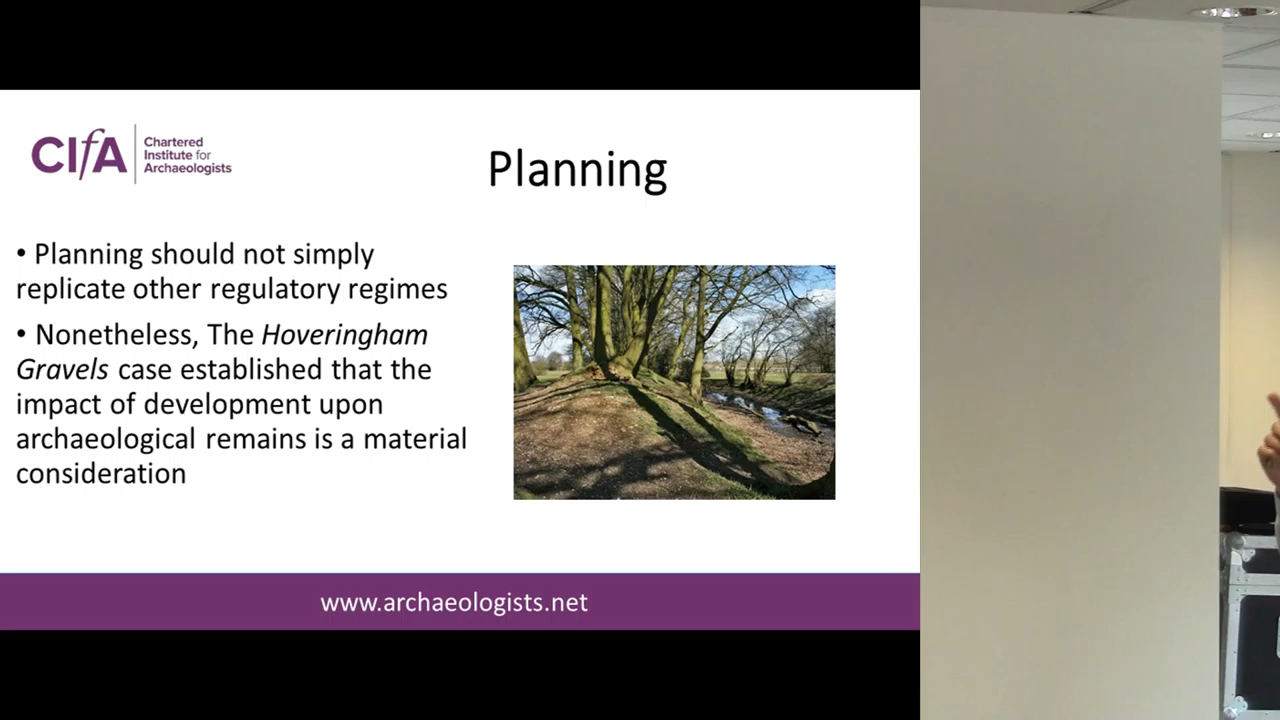 CIfA
Chartered
Institute for
Archaeologists
Planning
• Planning should not simply
replicate other regulatory regimes
• Nonetheless, The Hoveringham
Gravels case established that the
impact of development upon
archaeological remains is a material
consideration
www.archaeologists.net